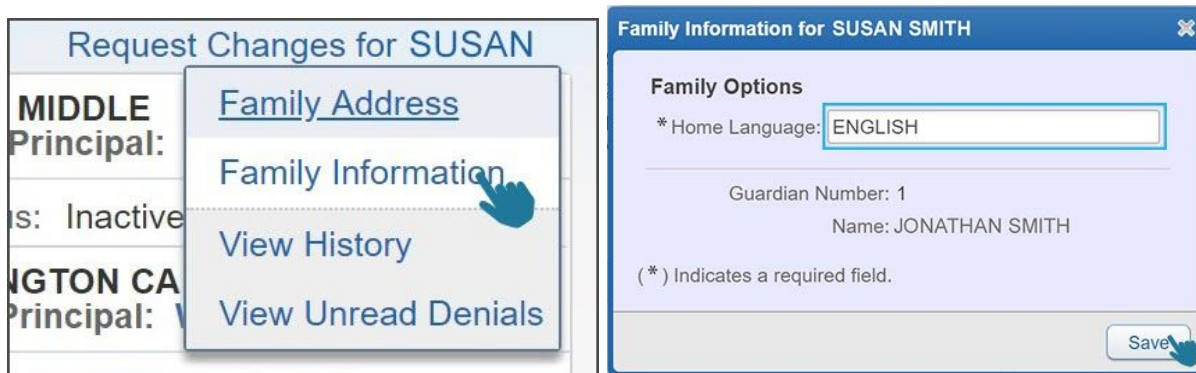 Request Changes for SUSAN
MIDDLE
Principal:
Family Address
Family Information
us: Inactive
View History
NGTON CA
Principal:
View Unread Denials
Family Information for SUSAN SMITH
Family Options
*Home Language: ENGLISH
Guardian Number: 1
Name: JONATHAN SMITH
(*) Indicates a required field.
Save